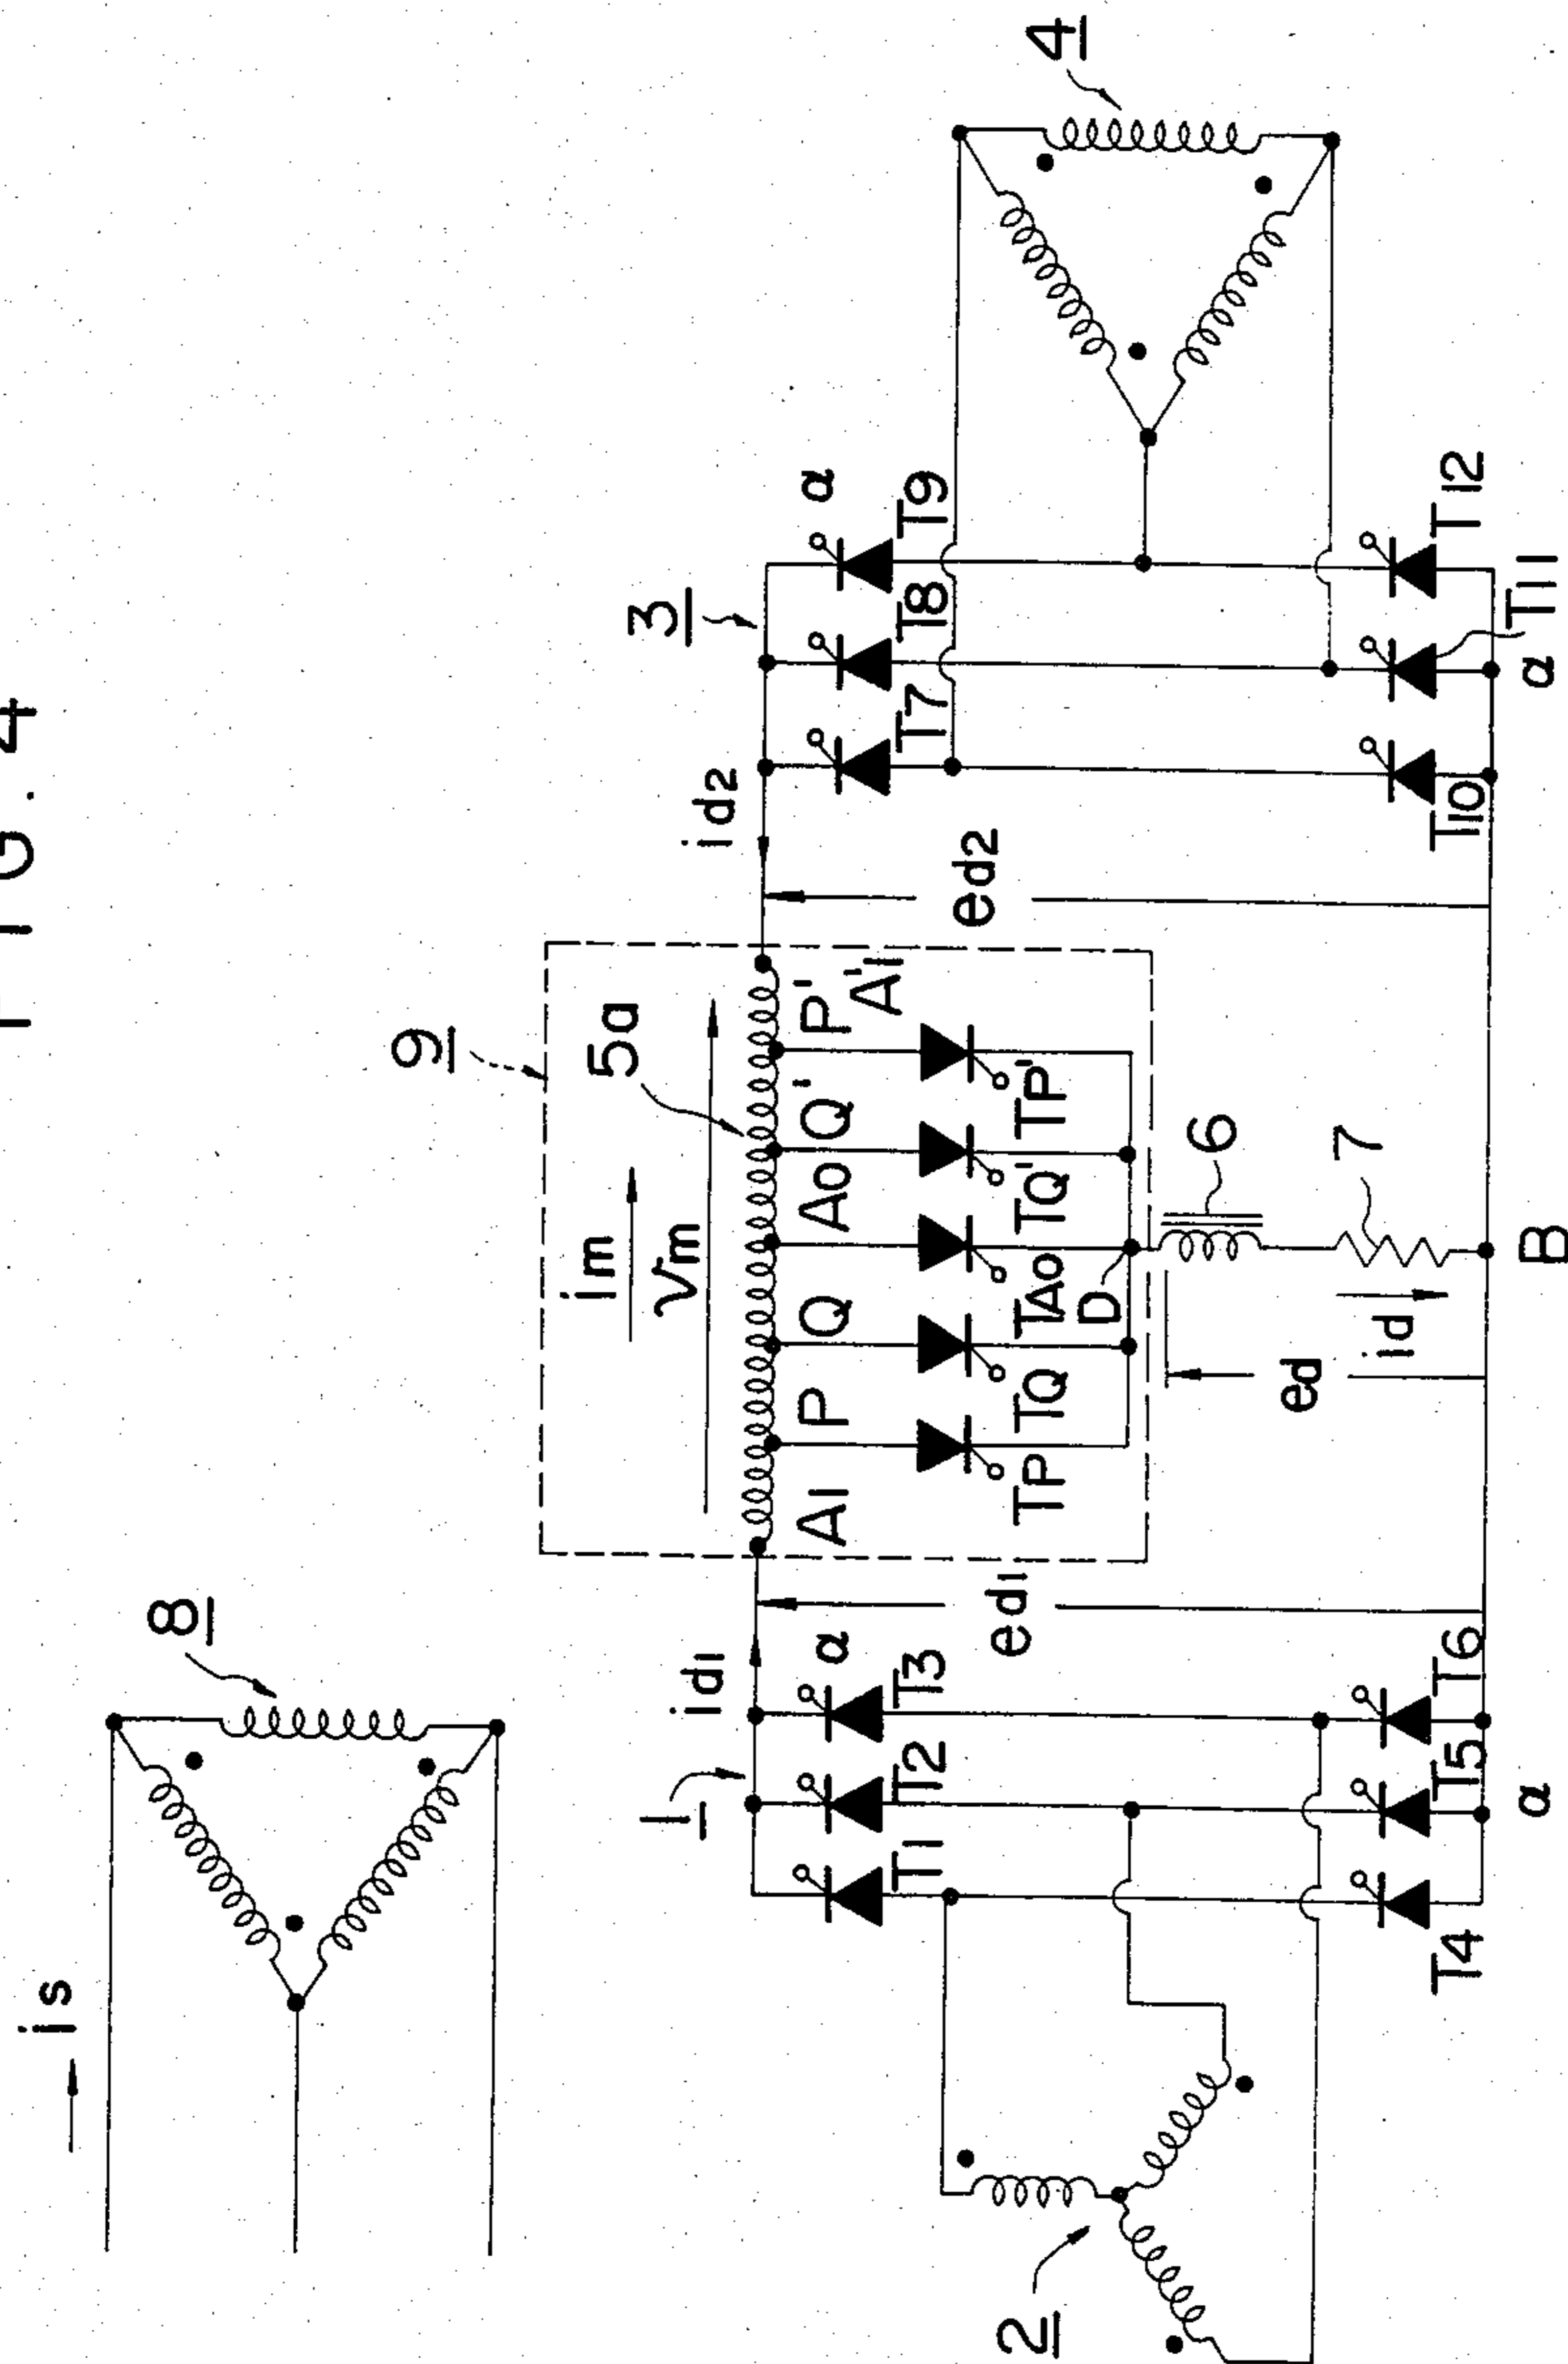 FIG. 4
is
8
9
im
νm
5a
A1 P Q A0 Q' P' A'1
TP TQ TA0 TQ' TP'
D
6
7
ed
id
B
1
id1
α
T1 T2 T3
ed1
T4 T5 T6
α
2
3
id2
α
T7 T8 T9
ed2
T10 T11 T12
α
4